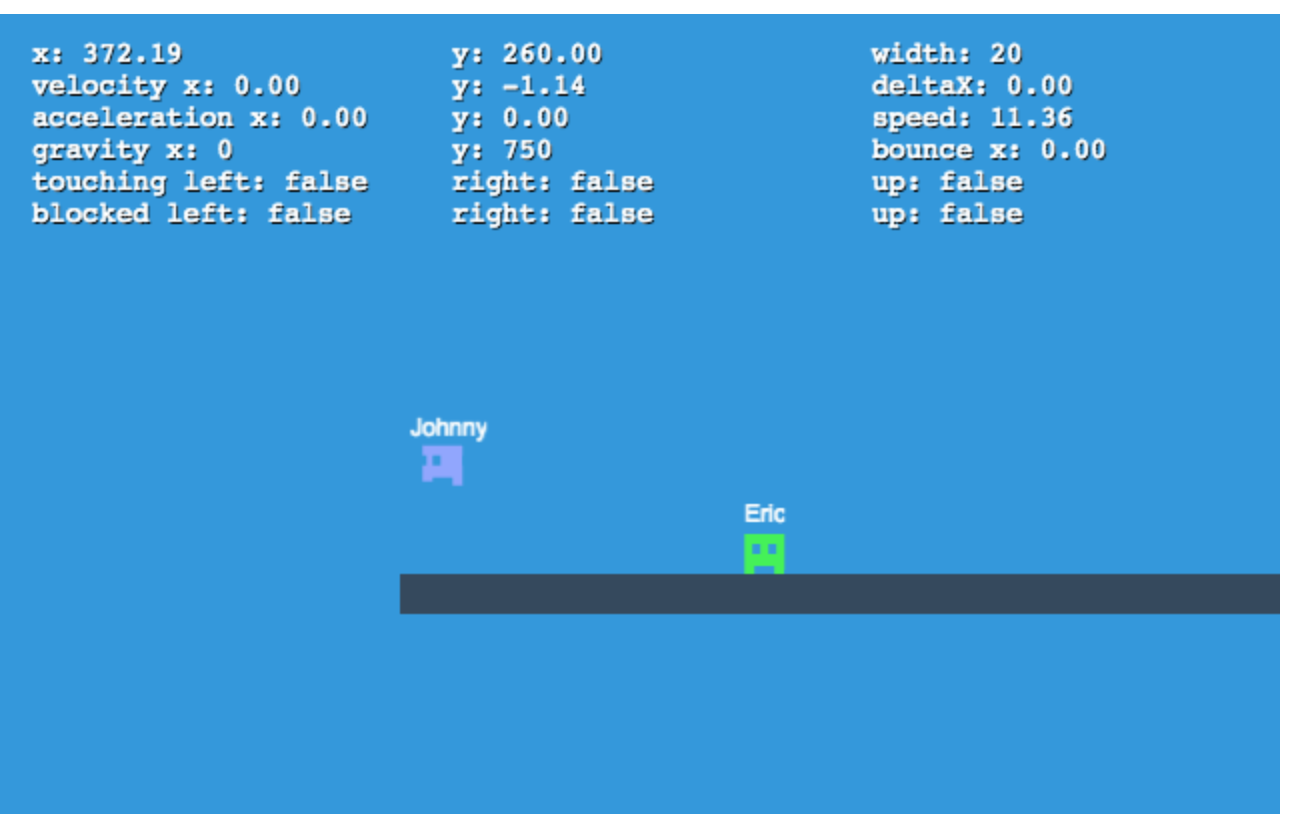 x: 372.19 y: 260.00 width: 20
velocity x: 0.00 y: -1.14 deltaX: 0.00
acceleration x: 0.00 y: 0.00 speed: 11.36
gravity x: 0 y: 750 bounce x: 0.00
touching left: false right: false up: false
blocked left: false right: false up: false
Johnny
Eric